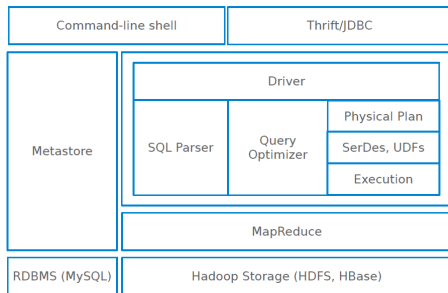 Command-line shell
Thrift/JDBC
Metastore
Driver
SQL Parser
Query
Optimizer
Physical Plan
SerDes, UDFs
Execution
MapReduce
RDBMS (MySQL)
Hadoop Storage (HDFS, HBase)